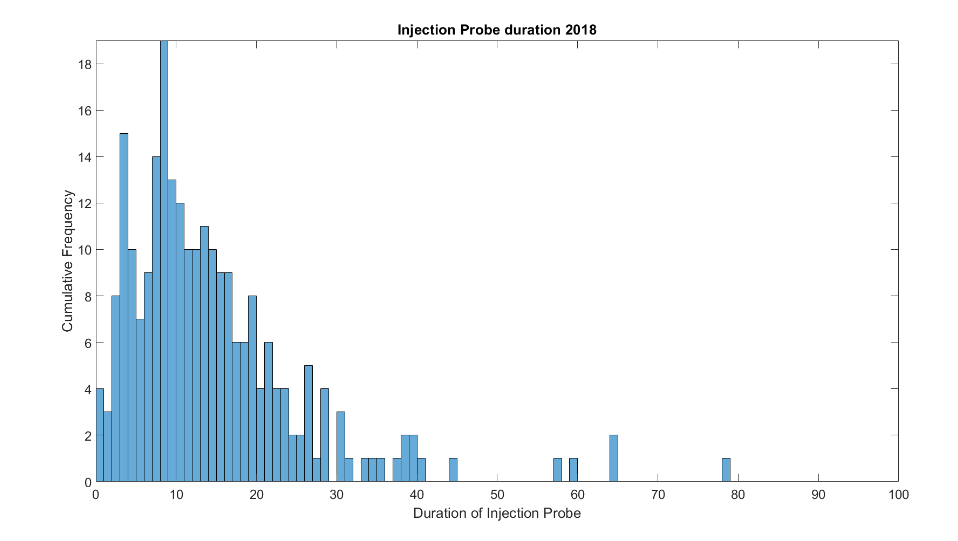 Injection Probe duration 2018
18
16
14
12
10
8
6
4
2
0
Cumulative Frequency
0 10 20 30 40 50 60 70 80 90 100
Duration of Injection Probe